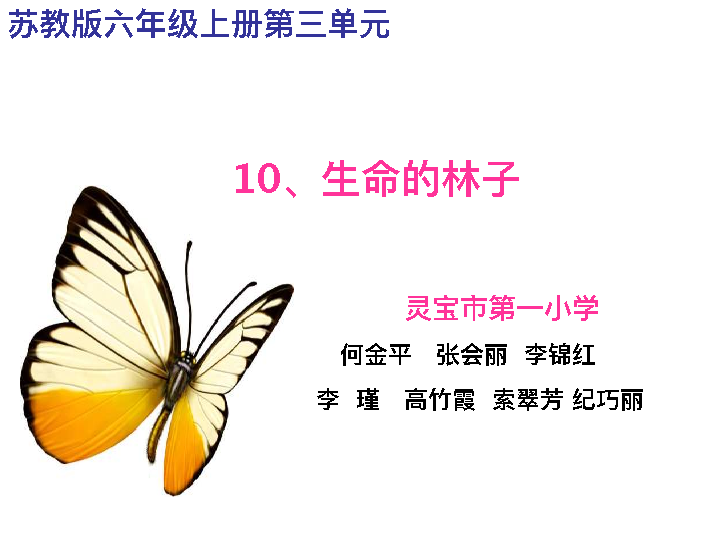 苏教版六年级上册第三单元
10、生命的林子
灵宝市第一小学
何金平 张会丽 李锦红
李 瑾 高竹霞 索翠芳 纪巧丽